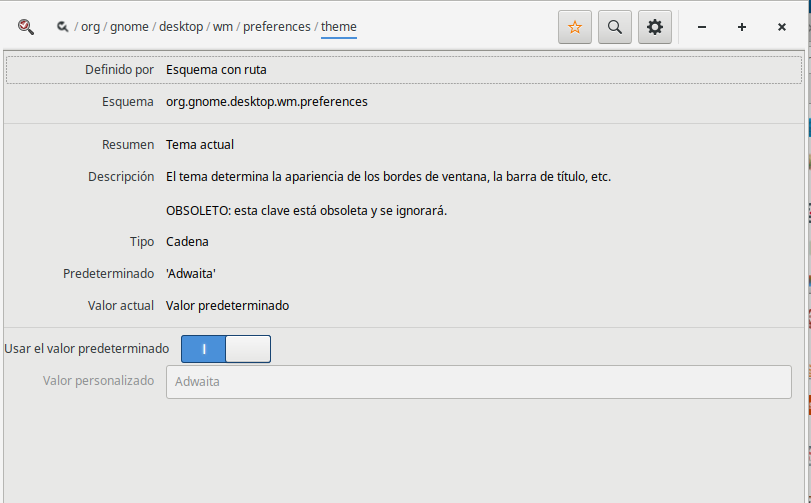 / org / gnome / desktop / wm / preferences / theme
Definido por Esquema con ruta
Esquema org.gnome.desktop.wm.preferences
Resumen Tema actual
Descripción El tema determina la apariencia de los bordes de ventana, la barra de título, etc.
OBSOLETO: esta clave está obsoleta y se ignorará.
Tipo Cadena
Predeterminado 'Adwaita'
Valor actual Valor predeterminado
Usar el valor predeterminado
Valor personalizado Adwaita